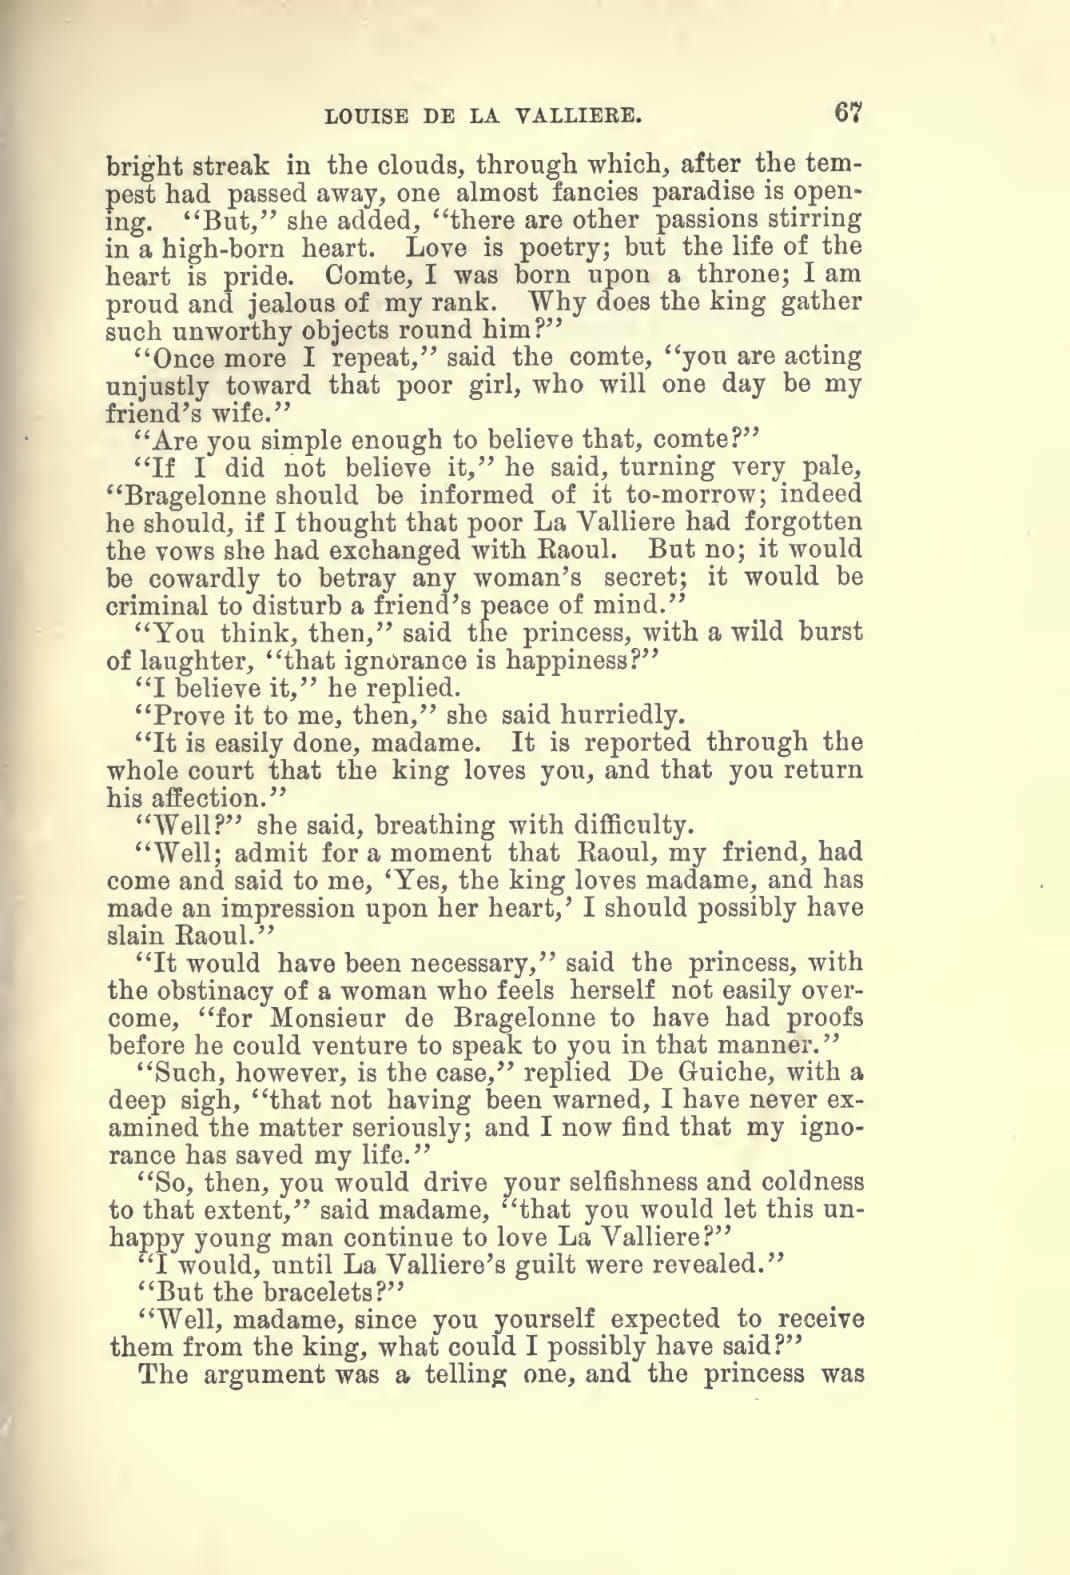 LOUISE DE LA VALLIERE. 67
bright streak in the clouds, through which, after the tem-
pest had passed away, one almost fancies paradise is open-
ing. “But,” she added, “there are other passions stirring
in a high-born heart. Love is poetry; but the life of the
heart is pride. Comte, I was born upon a throne; I am
proud and jealous of my rank. Why does the king gather
such unworthy objects round him?”
“Once more I repeat,” said the comte, “you are acting
unjustly toward that poor girl, who will one day be my
friend’s wife.”
“Are you simple enough to believe that, comte?”
“If I did not believe it,” he said, turning very pale,
“Bragelonne should be informed of it to-morrow; indeed
he should, if I thought that poor La Valliere had forgotten
the vows she had exchanged with Raoul. But no; it would
be cowardly to betray any woman’s secret; it would be
criminal to disturb a friend’s peace of mind.”
“You think, then,” said the princess, with a wild burst
of laughter, “that ignorance is happiness?”
“I believe it,” he replied.
“Prove it to me, then,” she said hurriedly.
“It is easily done, madame. It is reported through the
whole court that the king loves you, and that you return
his affection.”
“Well?” she said, breathing with difficulty.
“Well; admit for a moment that Raoul, my friend, had
come and said to me, ‘Yes, the king loves madame, and has
made an impression upon her heart,’ I should possibly have
slain Raoul.”
“It would have been necessary,” said the princess, with
the obstinacy of a woman who feels herself not easily over-
come, “for Monsieur de Bragelonne to have had proofs
before he could venture to speak to you in that manner.”
“Such, however, is the case,” replied De Guiche, with a
deep sigh, “that not having been warned, I have never ex-
amined the matter seriously; and I now find that my igno-
rance has saved my life.”
“So, then, you would drive your selfishness and coldness
to that extent,” said madame, “that you would let this un-
happy young man continue to love La Valliere?”
“I would, until La Valliere’s guilt were revealed.”
“But the bracelets?”
“Well, madame, since you yourself expected to receive
them from the king, what could I possibly have said?”
The argument was a telling one, and the princess was